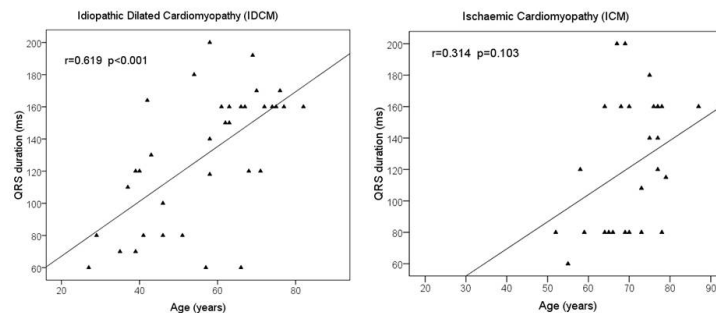 Idiopathic Dilated Cardiomyopathy (IDCM)
r=0.619 p<0.001
QRS duration (ms)
200
180
160
140
120
100
80
60
20 40 60 80
Age (years)
Ischaemic Cardiomyopathy (ICM)
r=0.314 p=0.103
QRS duration (ms)
200
180
160
140
120
100
80
60
20 30 40 50 60 70 80 90
Age (years)